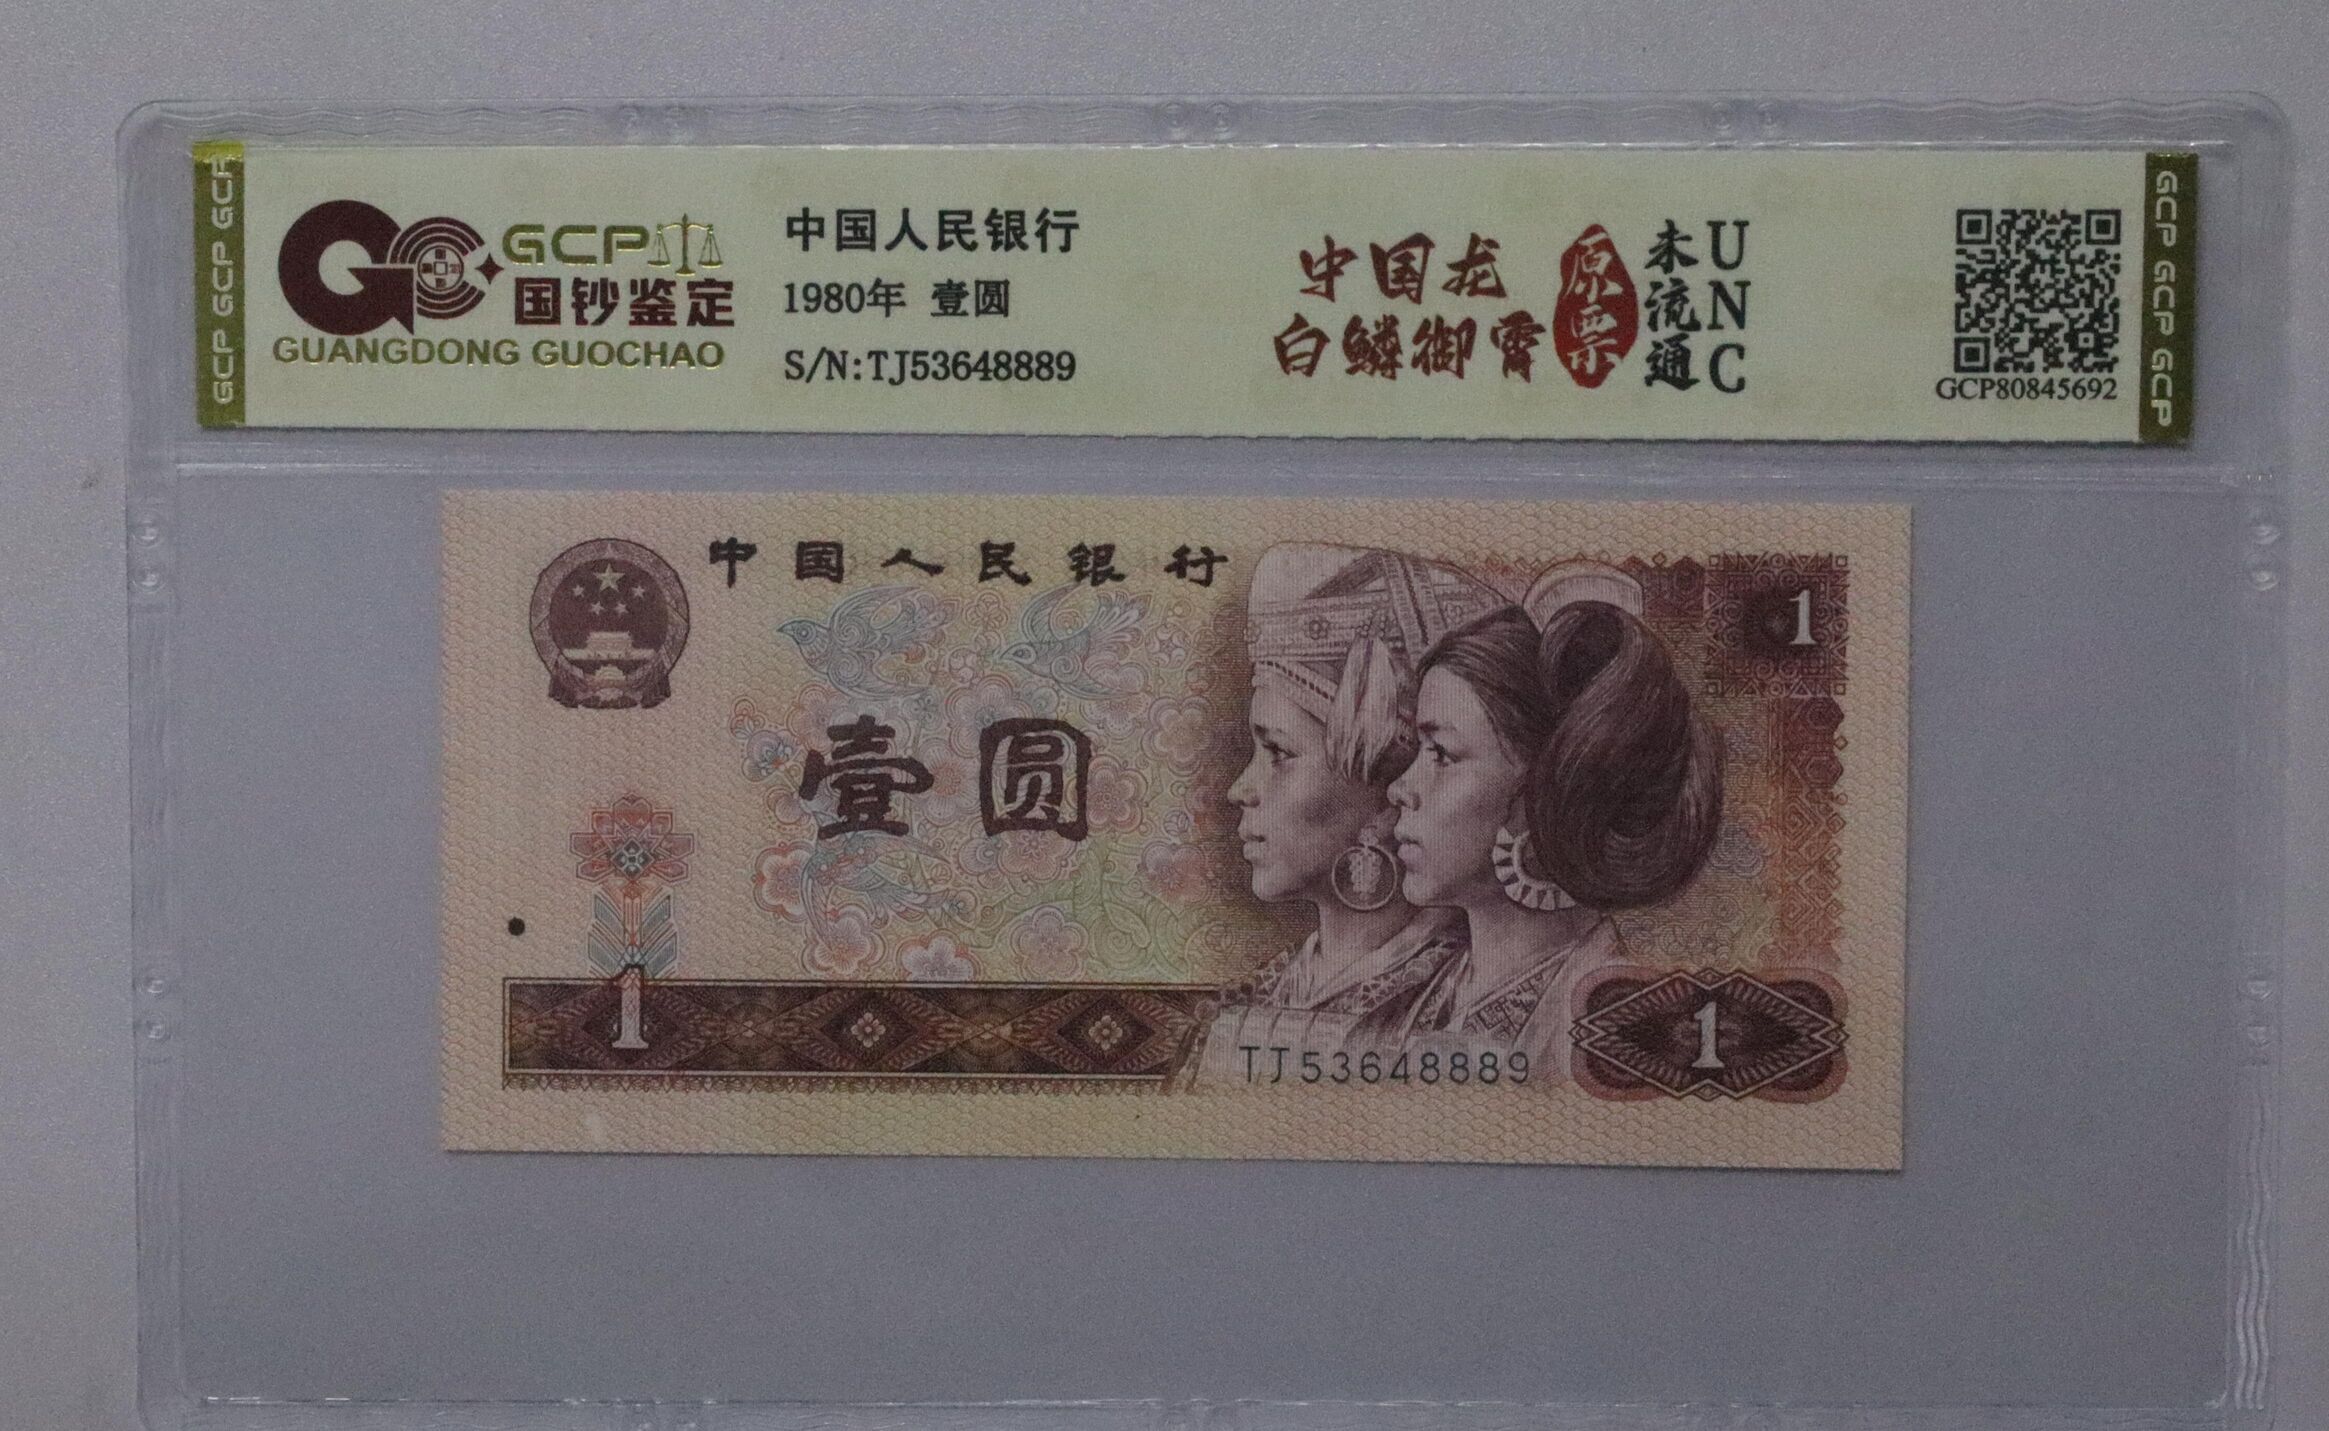 GCP GCP GCP
GCP
国钞鉴定
GUANGDONG GUOCHAO
中国人民银行
1980年 壹圆
S/N:TJ53648889
中国龙
白鳞御霄
原票
未流通
UNC
GCP80845692
GCP GCP GCP
中国人民银行
1
壹圆
1
TJ53648889
1